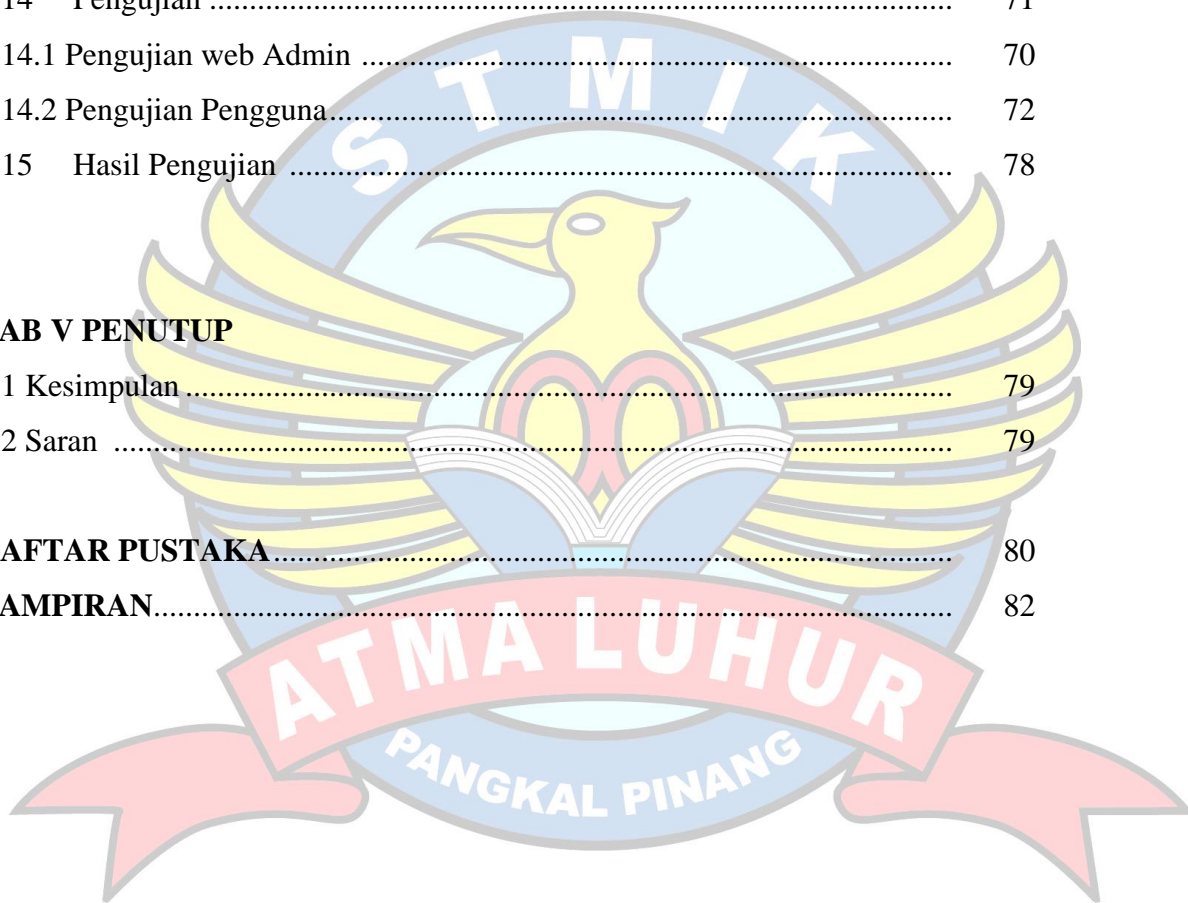 14 Pengujian ........................................................................................... 71
14.1 Pengujian web Admin ......................................................................... 70
14.2 Pengujian Pengguna............................................................................. 72
15 Hasil Pengujian .................................................................................. 78
AB V PENUTUP
1 Kesimpulan .............................................................................................. 79
2 Saran ....................................................................................................... 79
AFTAR PUSTAKA.................................................................................... 80
AMPIRAN.................................................................................................. 82
STMIK
ATMA LUHUR
PANGKAL PINANG